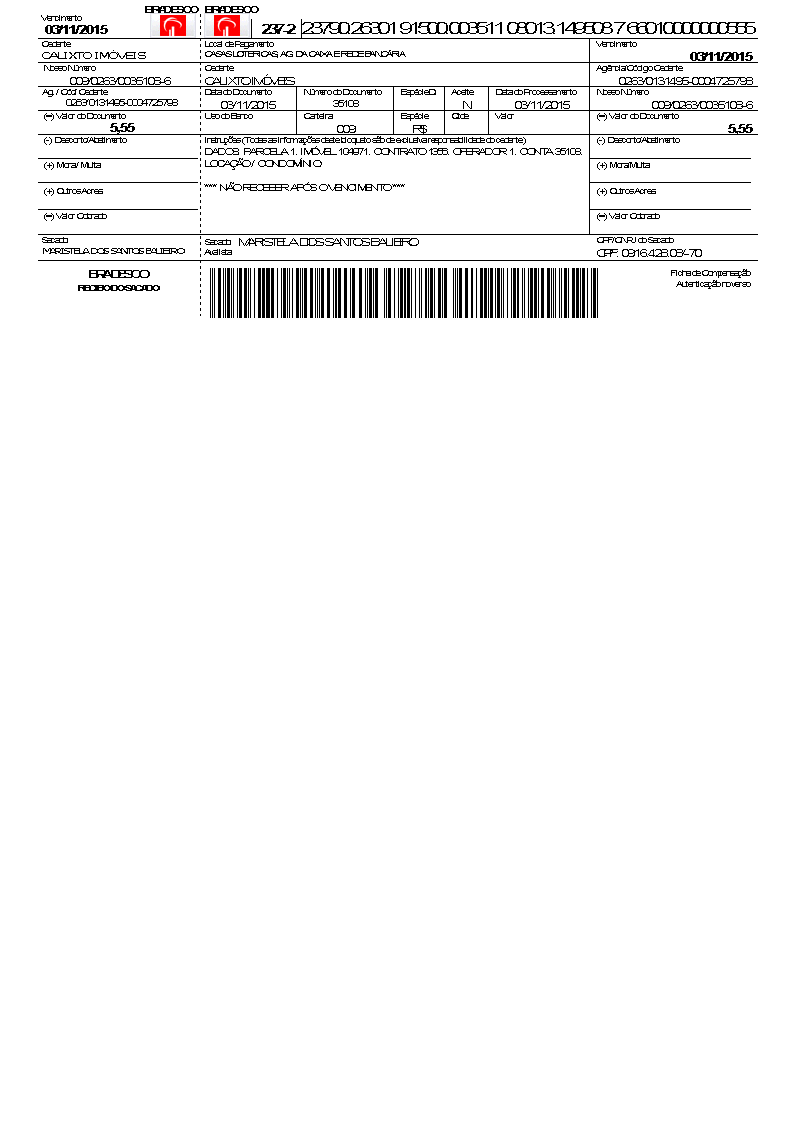 Vencimento
03/11/2015
BRADESCO
BRADESCO
237-2
23790.26301 91500.003511 08013.149508 7 66010000000555
Cedente
CALIXTO IMÓVEIS
Local de Pagamento
CASAS LOTERICAS, AG. DA CAIXA E REDE BANCÁRIA
Vencimento
03/11/2015
Nosso Número
009/0263/0035108-6
Cedente
CALIXTO IMÓVEIS
Agência/Código Cedente
0263/0131495-0004725798
Ag. / Cód. Cedente
0263/0131495-0004725798
Data do Documento
03/11/2015
Número do Documento
35108
Espécie D.
Aceite
N
Data do Processamento
03/11/2015
Nosso Número
009/0263/0035108-6
(=) Valor do Documento
5,55
Uso do Banco
Carteira
009
Espécie
R$
Qtde
Valor
(=) Valor do Documento
5,55
(-) Desconto/Abatimento
Instruções (Todas as informações deste bloqueto são de exclusiva responsabilidade do cedente)
DADOS: PARCELA 1. IMÓVEL 104971. CONTRATO 1355. OPERADOR 1. CONTA 35108.
LOCAÇÃO / CONDOMÍNIO
*** NÃO RECEBER APÓS O VENCIMENTO ***
(-) Desconto/Abatimento
(+) Mora / Multa
(+) Mora/Multa
(+) Outros Acres.
(+) Outros Acres.
(=) Valor Cobrado
(=) Valor Cobrado
Sacado
MARISTELA DOS SANTOS BALIEIRO
Sacado MARISTELA DOS SANTOS BALIEIRO
Avalista
CPF/CNPJ do Sacado
CPF:
BRADESCO
RECIBO DO SACADO
Ficha de Compensação
Autenticação no verso